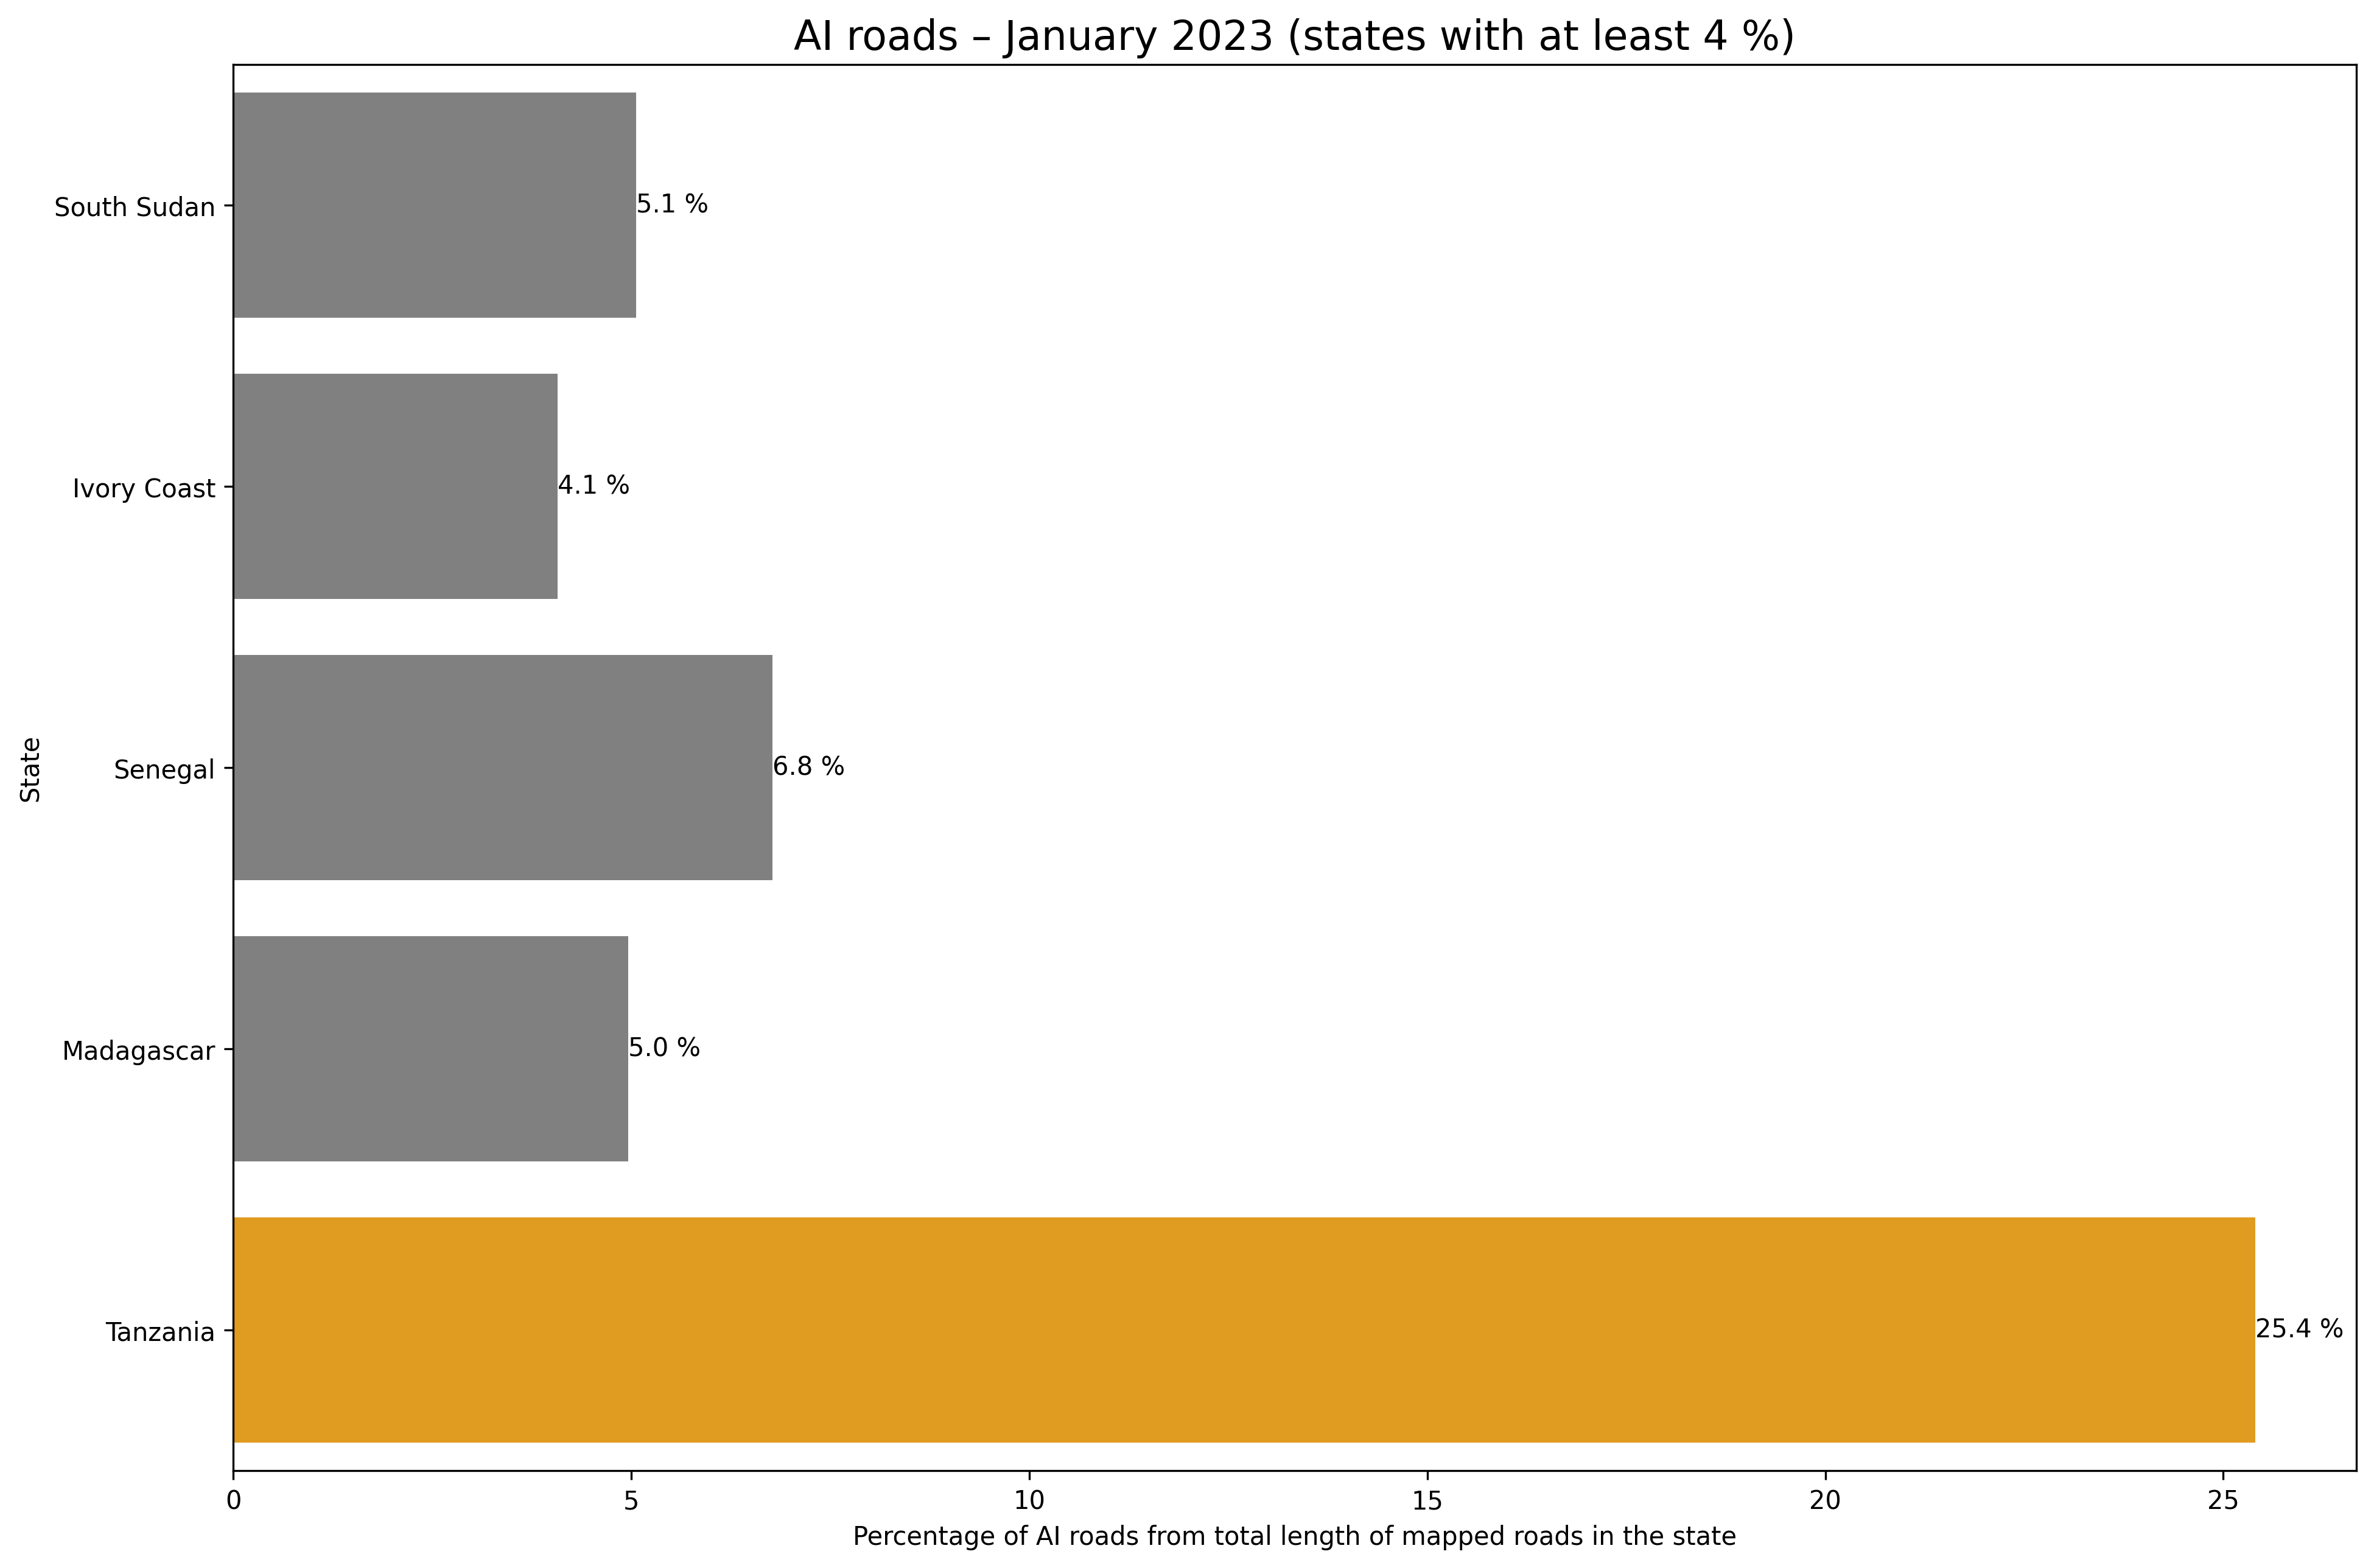 AI roads – January 2023 (states with at least 4 %)
South Sudan
5.1 %
Ivory Coast
4.1 %
State
Senegal
6.8 %
Madagascar
5.0 %
Tanzania
25.4 %
0 5 10 15 20 25
Percentage of AI roads from total length of mapped roads in the state